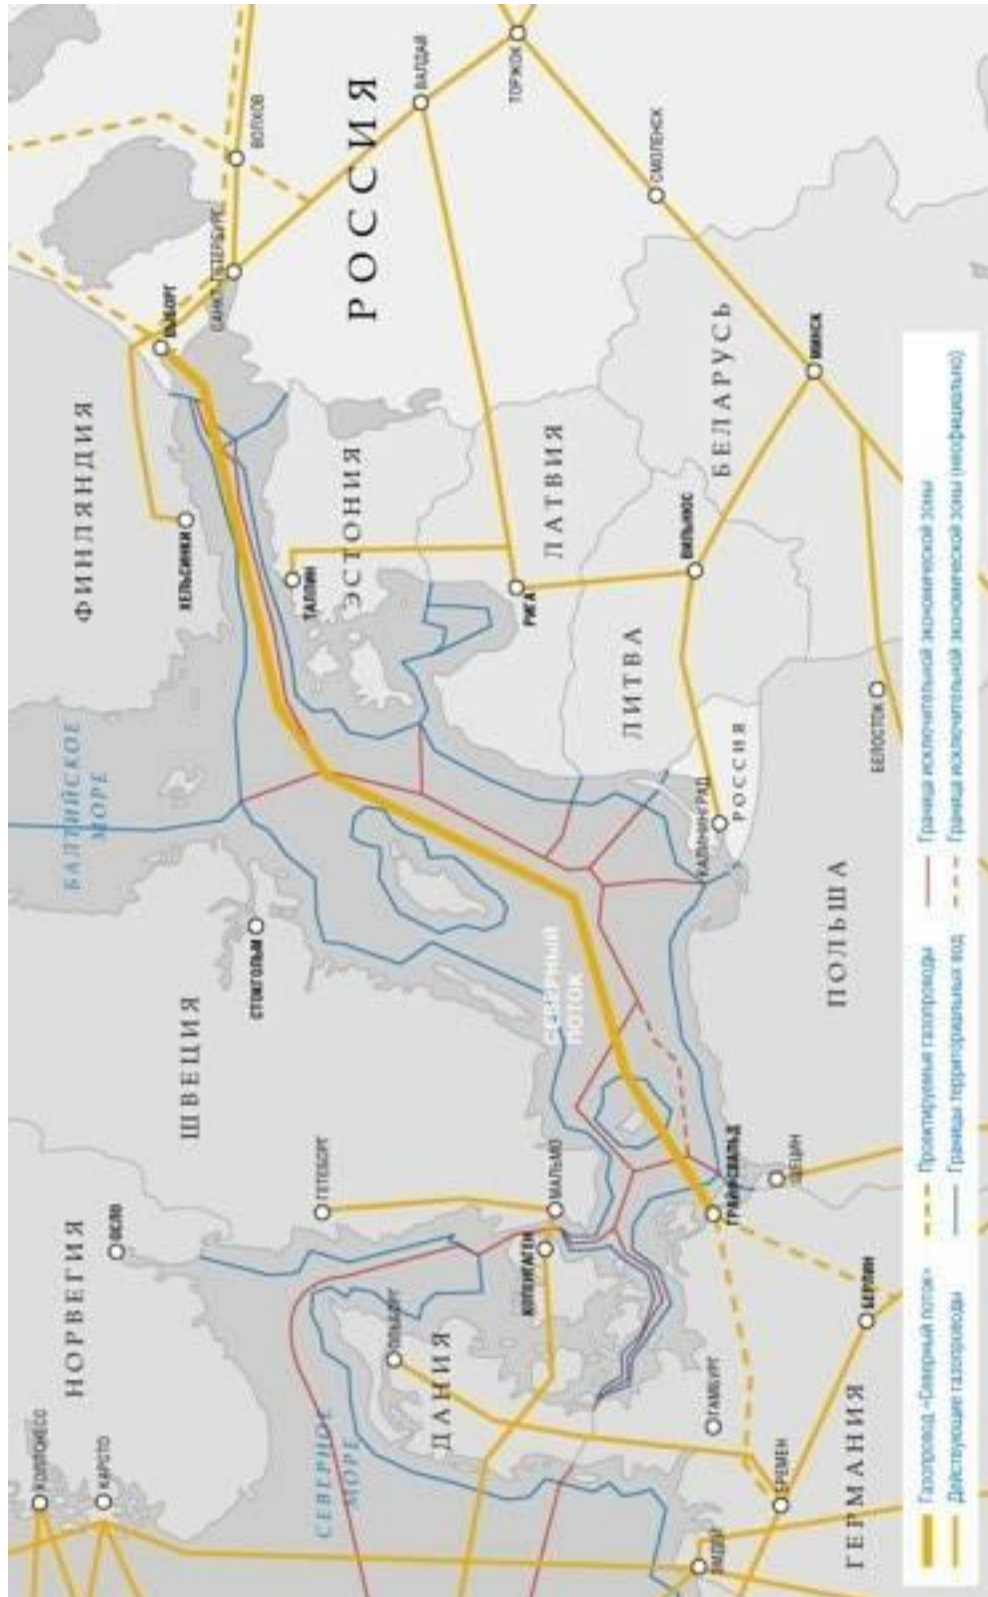 НОРВЕГИЯ
ШВЕЦИЯ
ФИНЛЯНДИЯ
РОССИЯ
ЭСТОНИЯ
ЛАТВИЯ
ЛИТВА
БЕЛАРУСЬ
РОССИЯ
ПОЛЬША
ГЕРМАНИЯ
ДАНИЯ
БАЛТИЙСКОЕ
МОРЕ
СЕВЕРНОЕ
МОРЕ
СЕВЕРНЫЙ
ПОТОК
КАРСТО
ОСЛО
ГЕТЕБОРГ
СТОКГОЛЬМ
ХЕЛЬСИНКИ
ВЫБОРГ
САНКТ-ПЕТЕРБУРГ
ВОЛХОВ
ВАЛДАЙ
ТОРЖОК
СМОЛЕНСК
МИНСК
ТАЛЛИН
РИГА
ВИЛЬНЮС
КАЛИНИНГРАД
БЕЛОСТОК
ОЛЬБОРГ
КОПЕНГАГЕН
МАЛЬМО
ГРАЙФСВАЛЬД
ЩЕЦИН
ГАМБУРГ
БЕРЛИН
БРЕМЕН
ЭМДЕН
Газопровод «Северный поток»
Действующие газопроводы
Проектируемые газопроводы
Границы территориальных вод
Граница исключительной экономической зоны
Граница исключительной экономической зоны (неофициально)